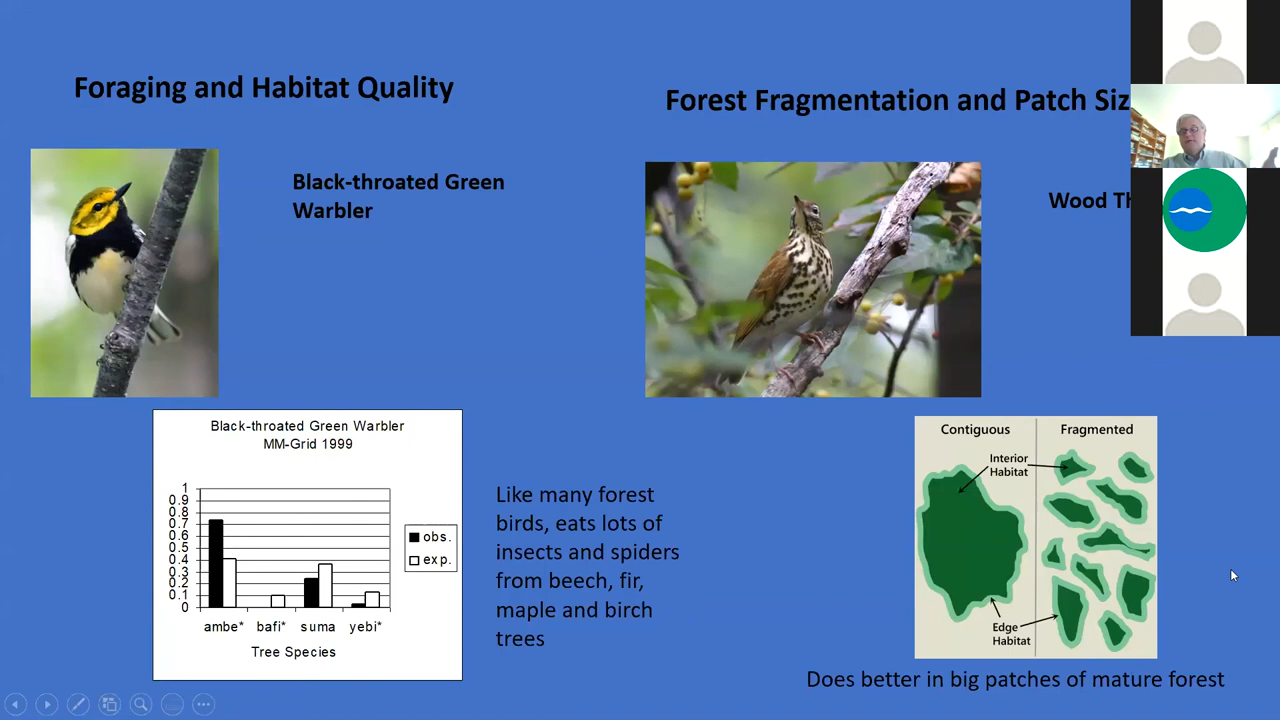 Foraging and Habitat Quality
Black-throated Green
Warbler
Black-throated Green Warbler
MM-Grid 1999
1
0.9
0.8
0.7
0.6
0.5
0.4
0.3
0.2
0.1
0
obs.
exp.
ambe* bafi* suma yebi*
Tree Species
Like many forest
birds, eats lots of
insects and spiders
from beech, fir,
maple and birch
trees
Forest Fragmentation and Patch
Wood
Contiguous Fragmented
Interior
Habitat
Edge
Habitat
Does better in big patches of mature forest